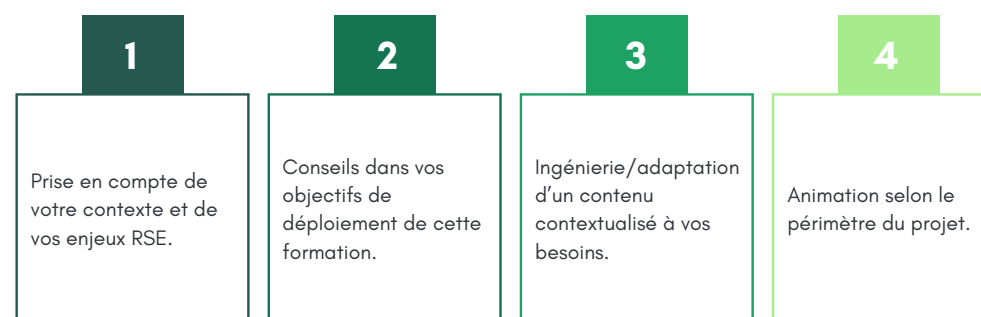 1
Prise en compte de
votre contexte et de
vos enjeux RSE.
2
Conseils dans vos
objectifs de
déploiement de cette
formation.
3
Ingénierie/adaptation
d’un contenu
contextualisé à vos
besoins.
4
Animation selon le
périmètre du projet.